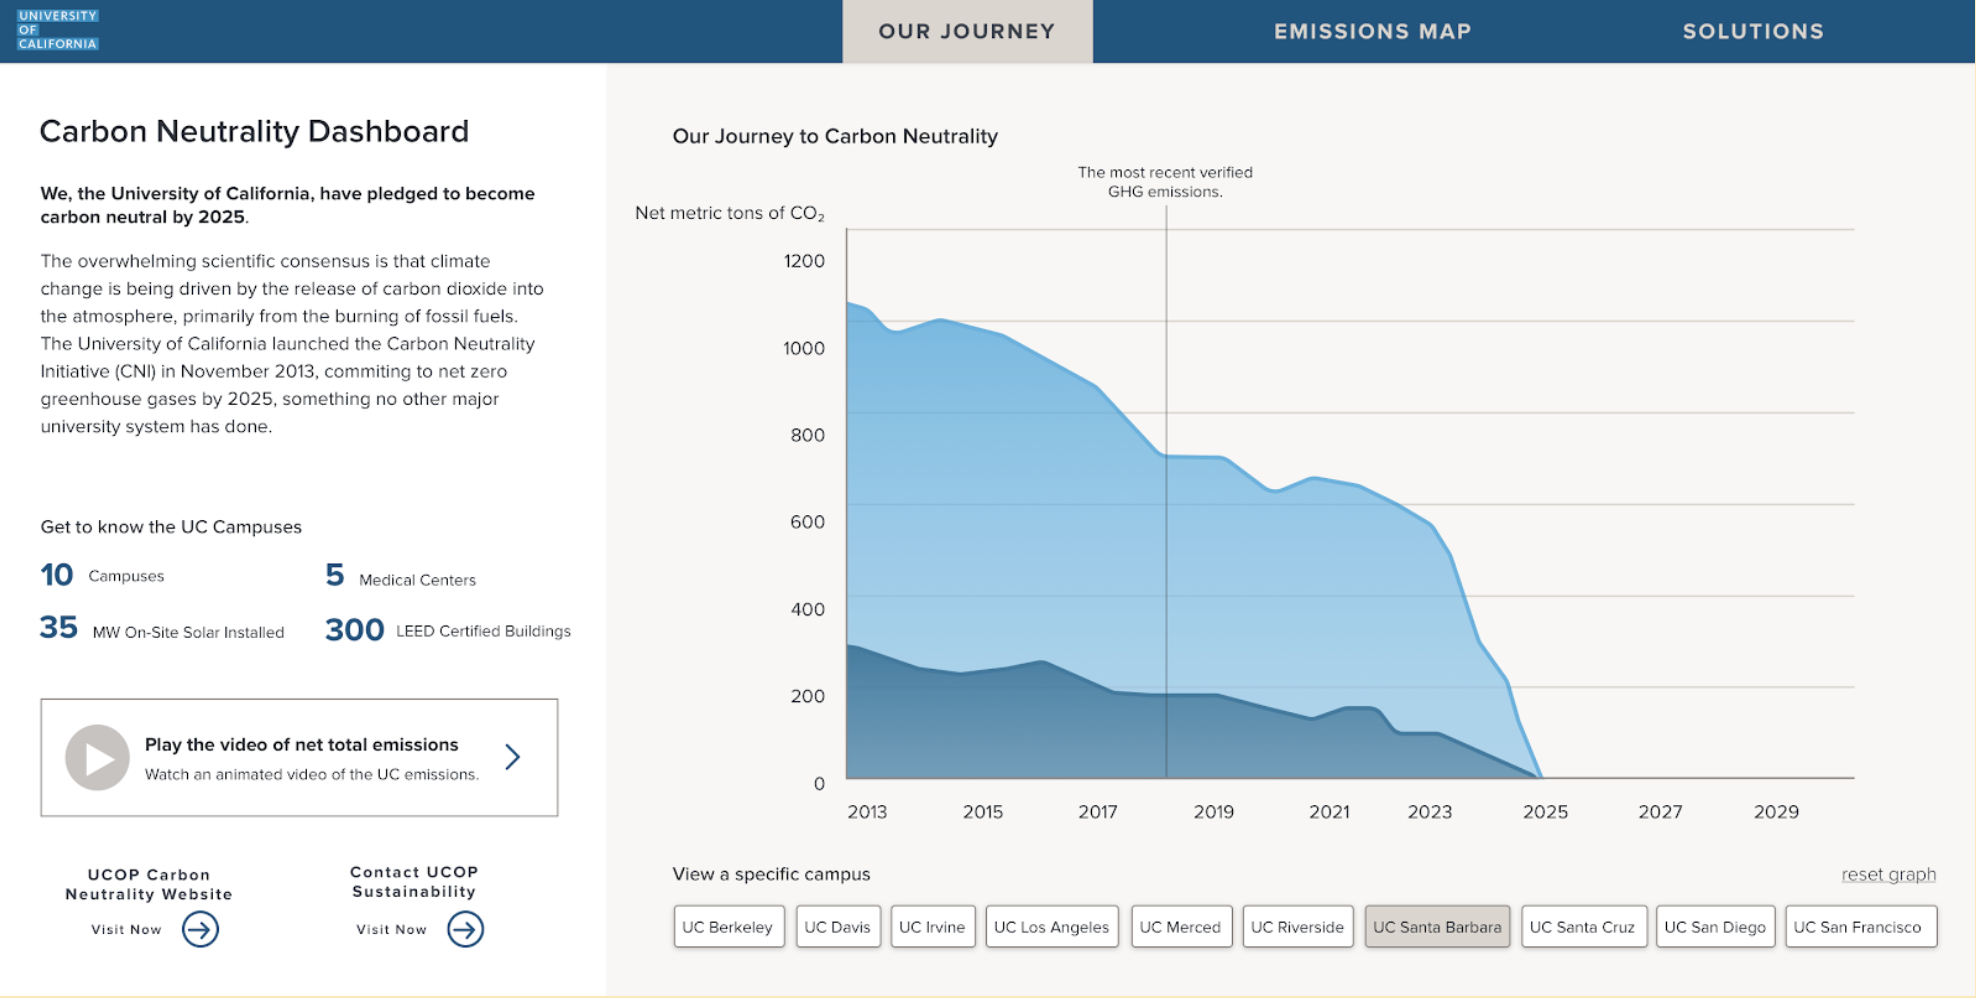 UNIVERSITY
OF
CALIFORNIA
OUR JOURNEY
EMISSIONS MAP
SOLUTIONS
Carbon Neutrality Dashboard
We, the University of California, have pledged to become
carbon neutral by 2025.
The overwhelming scientific consensus is that climate
change is being driven by the release of carbon dioxide into
the atmosphere, primarily from the burning of fossil fuels.
The University of California launched the Carbon Neutrality
Initiative (CNI) in November 2013, commiting to net zero
greenhouse gases by 2025, something no other major
university system has done.
Get to know the UC Campuses
10 Campuses
5 Medical Centers
35 MW On-Site Solar Installed
300 LEED Certified Buildings
Play the video of net total emissions
Watch an animated video of the UC emissions.
UCOP Carbon
Neutrality Website
Visit Now
Contact UCOP
Sustainability
Visit Now
Our Journey to Carbon Neutrality
The most recent verified
GHG emissions.
Net metric tons of CO₂
1200
1000
800
600
400
200
0
2013 2015 2017 2019 2021 2023 2025 2027 2029
View a specific campus
reset graph
UC Berkeley
UC Davis
UC Irvine
UC Los Angeles
UC Merced
UC Riverside
UC Santa Barbara
UC Santa Cruz
UC San Diego
UC San Francisco